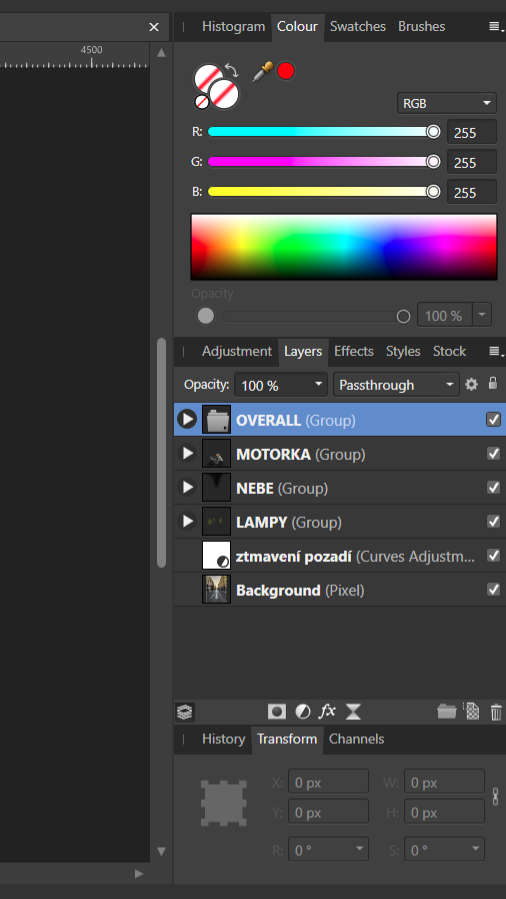 Histogram Colour Swatches Brushes
4500
RGB
R: 255
G: 255
B: 255
Opacity
100 %
Adjustment Layers Effects Styles Stock
Opacity: 100 % Passthrough
OVERALL (Group)
MOTORKA (Group)
NEBE (Group)
LAMPY (Group)
ztmavení pozadí (Curves Adjustm...
Background (Pixel)
fx
History Transform Channels
X: 0 px W: 0 px
Y: 0 px H: 0 px
R: 0 ° S: 0 °